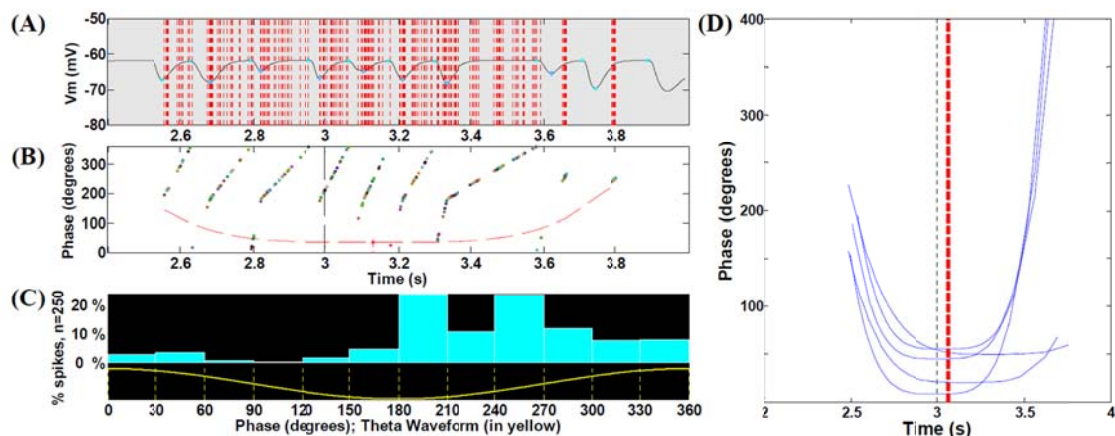 (A)
Vm (mV)
-50
-60
-70
-80
2.6 2.8 3 3.2 3.4 3.6 3.8
(B)
Phase (degrees)
300
200
100
0
2.6 2.8 3 3.2 3.4 3.6 3.8
Time (s)
(C)
% spikes, n=250
20 %
10 %
0 %
0 30 60 90 120 150 180 210 240 270 300 330 360
Phase (degrees); Theta Waveform (in yellow)
(D)
Phase (degrees)
400
300
200
100
2 2.5 3 3.5 4
Time (s)